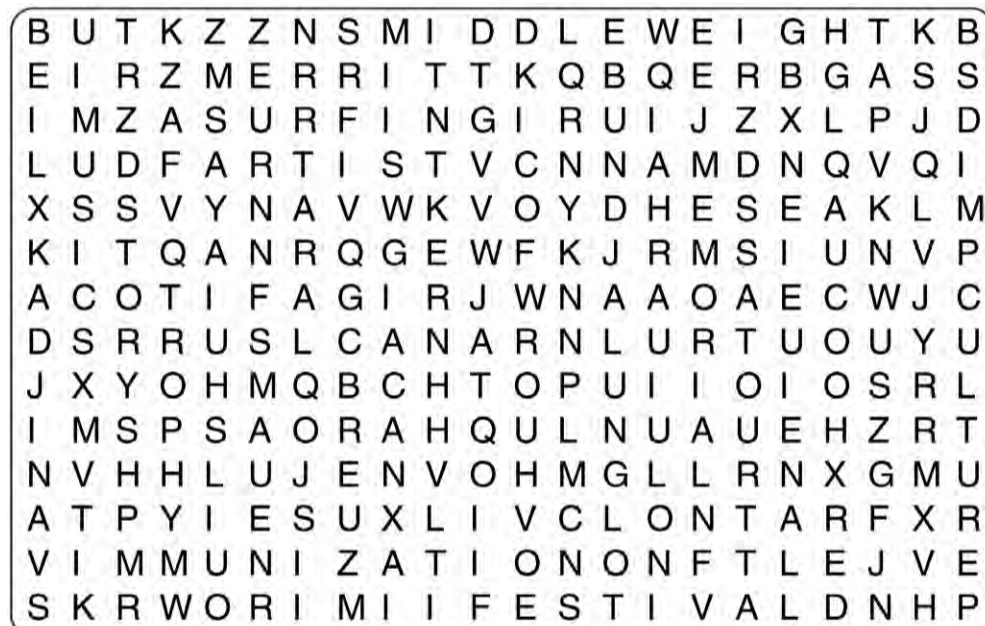 B U T K Z Z N S M I D D L E W E I G H T K B
E I R Z M E R R I T T K Q B Q E R B G A S S
I M Z A S U R F I N G I R U I J Z X L P J D
L U D F A R T I S T V C N N A M D N Q V Q I
X S S V Y N A V W K V O Y D H E S E A K L M
K I T Q A N R Q G E W F K J R M S I U N V P
A C O T I F A G I R J W N A A O A E C W J C
D S R R U S L C A N A R N L U R T U O U Y U
J X Y O H M Q B C H T O P U I I O I O S R L
I M S P S A O R A H Q U L N U A U E H Z R T
N V H H L U J E N V O H M G L L R N X G M U
A T P Y I E S U X L I V C L O N T A R F X R
V I M M U N I Z A T I O N O N F T L E J V E
S K R W O R I M I I F E S T I V A L D N H P